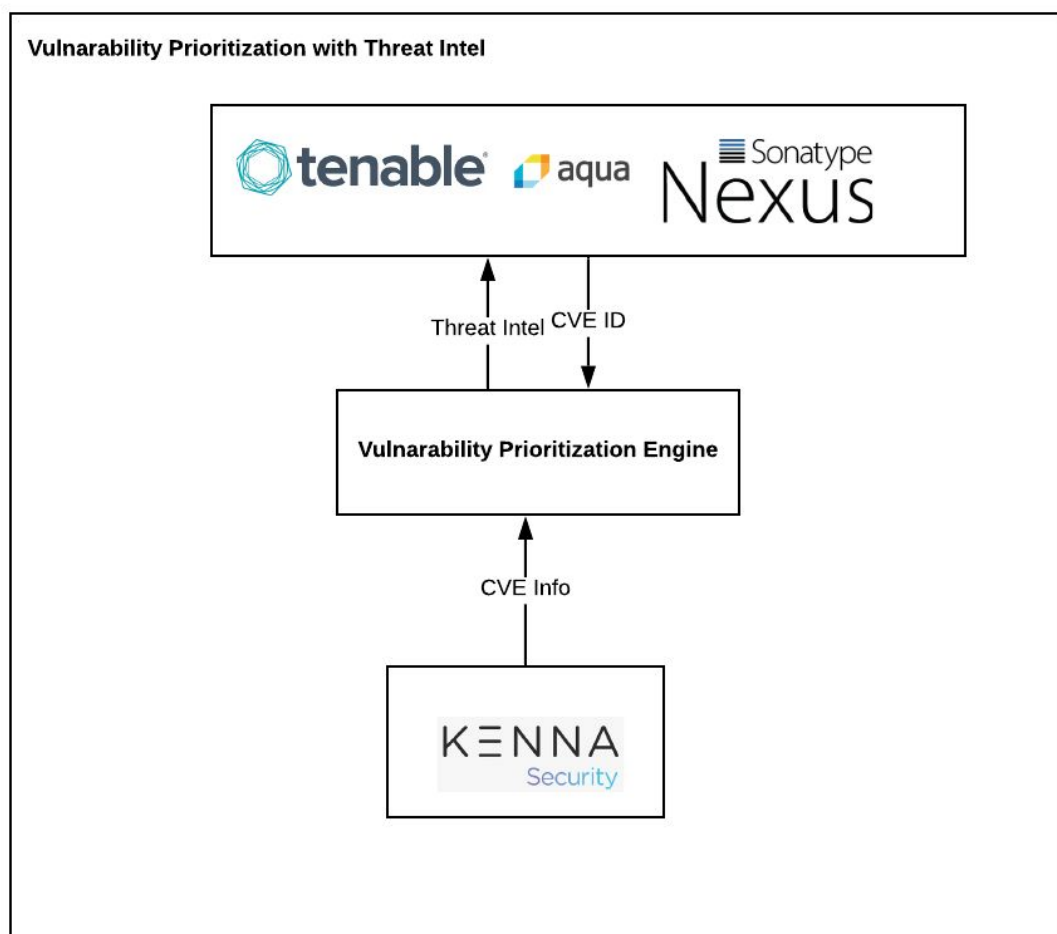 Vulnarability Prioritization with Threat Intel
tenable® aqua Sonatype
Nexus
Threat Intel CVE ID
Vulnarability Prioritization Engine
CVE Info
KENNA
Security